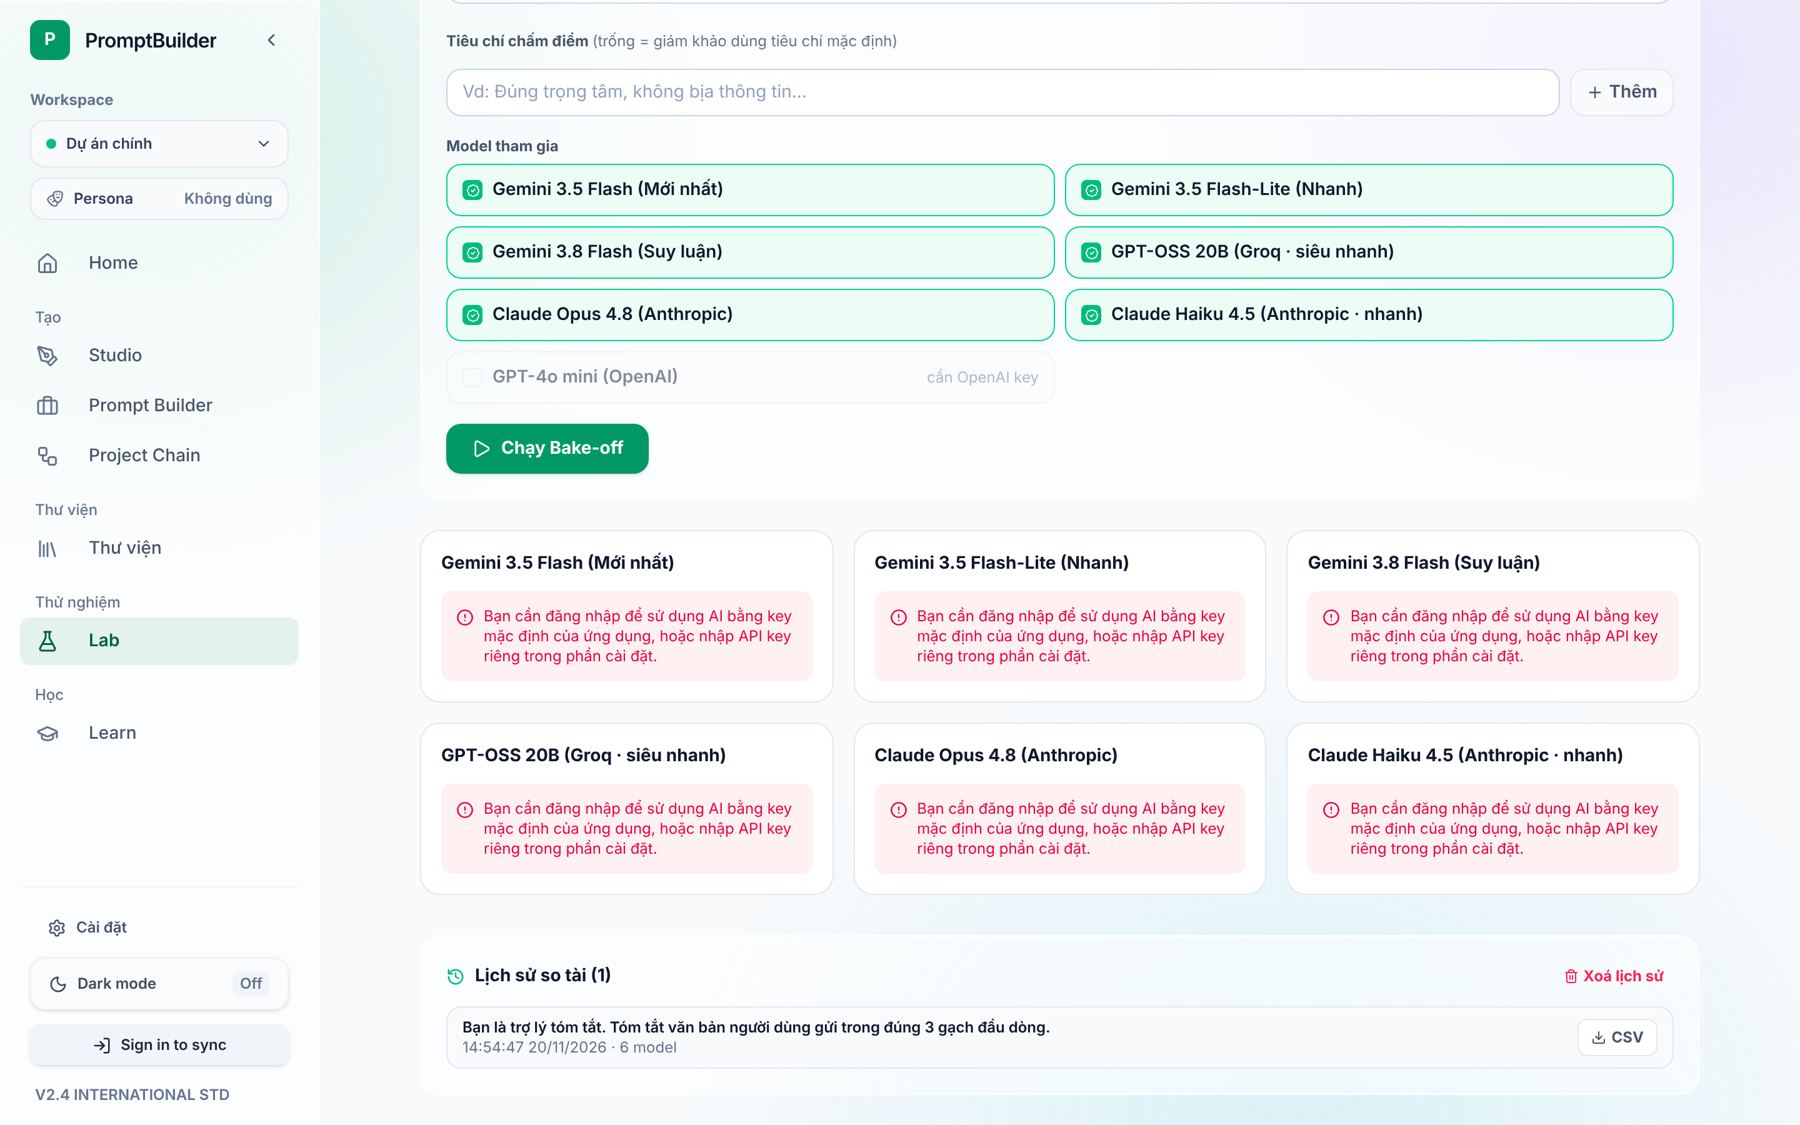 P PromptBuilder
Workspace
Dự án chính
Persona Không dùng
Home
Tạo
Studio
Prompt Builder
Project Chain
Thư viện
Thư viện
Thử nghiệm
Lab
Học
Learn
Cài đặt
Dark mode Off
Sign in to sync
V2.4 INTERNATIONAL STD
Tiêu chí chấm điểm (trống = giám khảo dùng tiêu chí mặc định)
Vd: Đúng trọng tâm, không bịa thông tin...
Thêm
Model tham gia
Gemini 3.5 Flash (Mới nhất)
Gemini 3.5 Flash-Lite (Nhanh)
Gemini 3.8 Flash (Suy luận)
GPT-OSS 20B (Groq · siêu nhanh)
Claude Opus 4.8 (Anthropic)
Claude Haiku 4.5 (Anthropic · nhanh)
GPT-4o mini (OpenAI) cần OpenAI key
Chạy Bake-off
Gemini 3.5 Flash (Mới nhất)
Bạn cần đăng nhập để sử dụng AI bằng key
mặc định của ứng dụng, hoặc nhập API key
riêng trong phần cài đặt.
Gemini 3.5 Flash-Lite (Nhanh)
Bạn cần đăng nhập để sử dụng AI bằng key
mặc định của ứng dụng, hoặc nhập API key
riêng trong phần cài đặt.
Gemini 3.8 Flash (Suy luận)
Bạn cần đăng nhập để sử dụng AI bằng key
mặc định của ứng dụng, hoặc nhập API key
riêng trong phần cài đặt.
GPT-OSS 20B (Groq · siêu nhanh)
Bạn cần đăng nhập để sử dụng AI bằng key
mặc định của ứng dụng, hoặc nhập API key
riêng trong phần cài đặt.
Claude Opus 4.8 (Anthropic)
Bạn cần đăng nhập để sử dụng AI bằng key
mặc định của ứng dụng, hoặc nhập API key
riêng trong phần cài đặt.
Claude Haiku 4.5 (Anthropic · nhanh)
Bạn cần đăng nhập để sử dụng AI bằng key
mặc định của ứng dụng, hoặc nhập API key
riêng trong phần cài đặt.
Lịch sử so tài (1)
Xoá lịch sử
Bạn là trợ lý tóm tắt. Tóm tắt văn bản người dùng gửi trong đúng 3 gạch đầu dòng.
14:54:47 20/11/2026 · 6 model
CSV